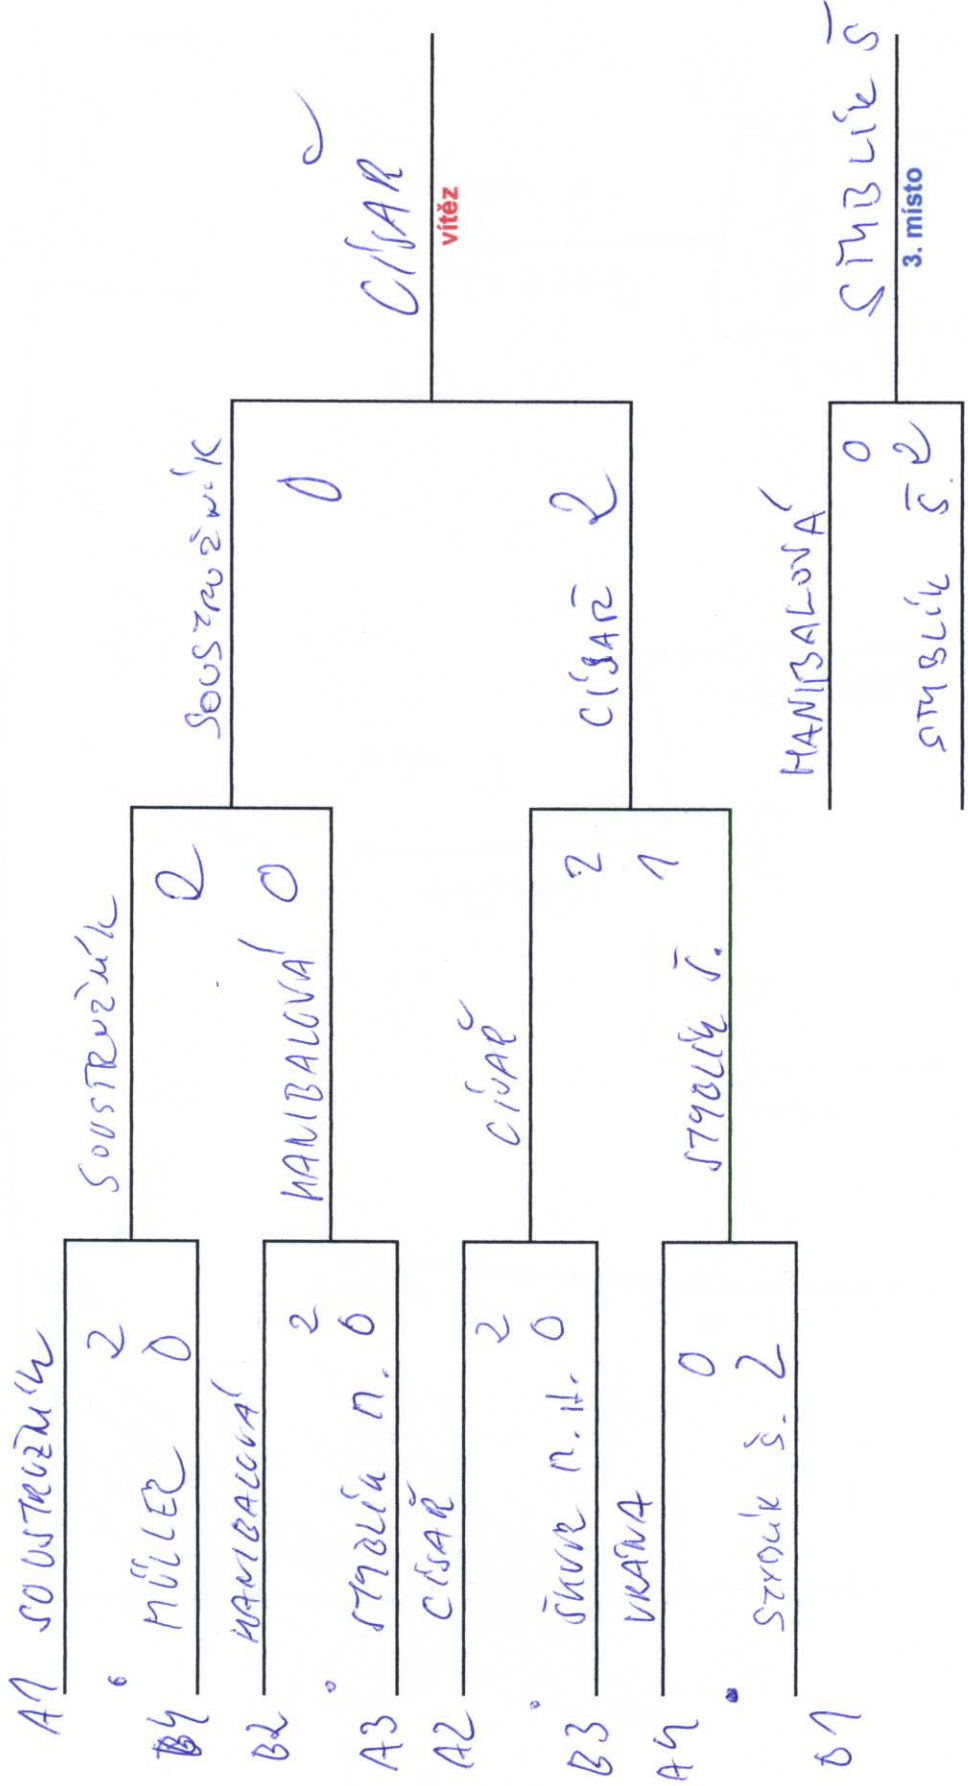 A1 SOUSTRUŽNÍK 2
B4 MÜLLER 0
B2 HANIBALOVÁ 2
A3 STYBLÍK M. 0
A2 CÍSAŘ 2
B3 0
A4 VRÁNA 0
B1 STYBLÍK Š. 2
SOUSTRUŽNÍK 2
HANIBALOVÁ 0
CÍSAŘ 2
STYBLÍK Š. 1
SOUSTRUŽNÍK 0
CÍSAŘ 2
CÍSAŘ
vítěz
HANIBALOVÁ 0
STYBLÍK Š. 2
STYBLÍK Š
3. místo